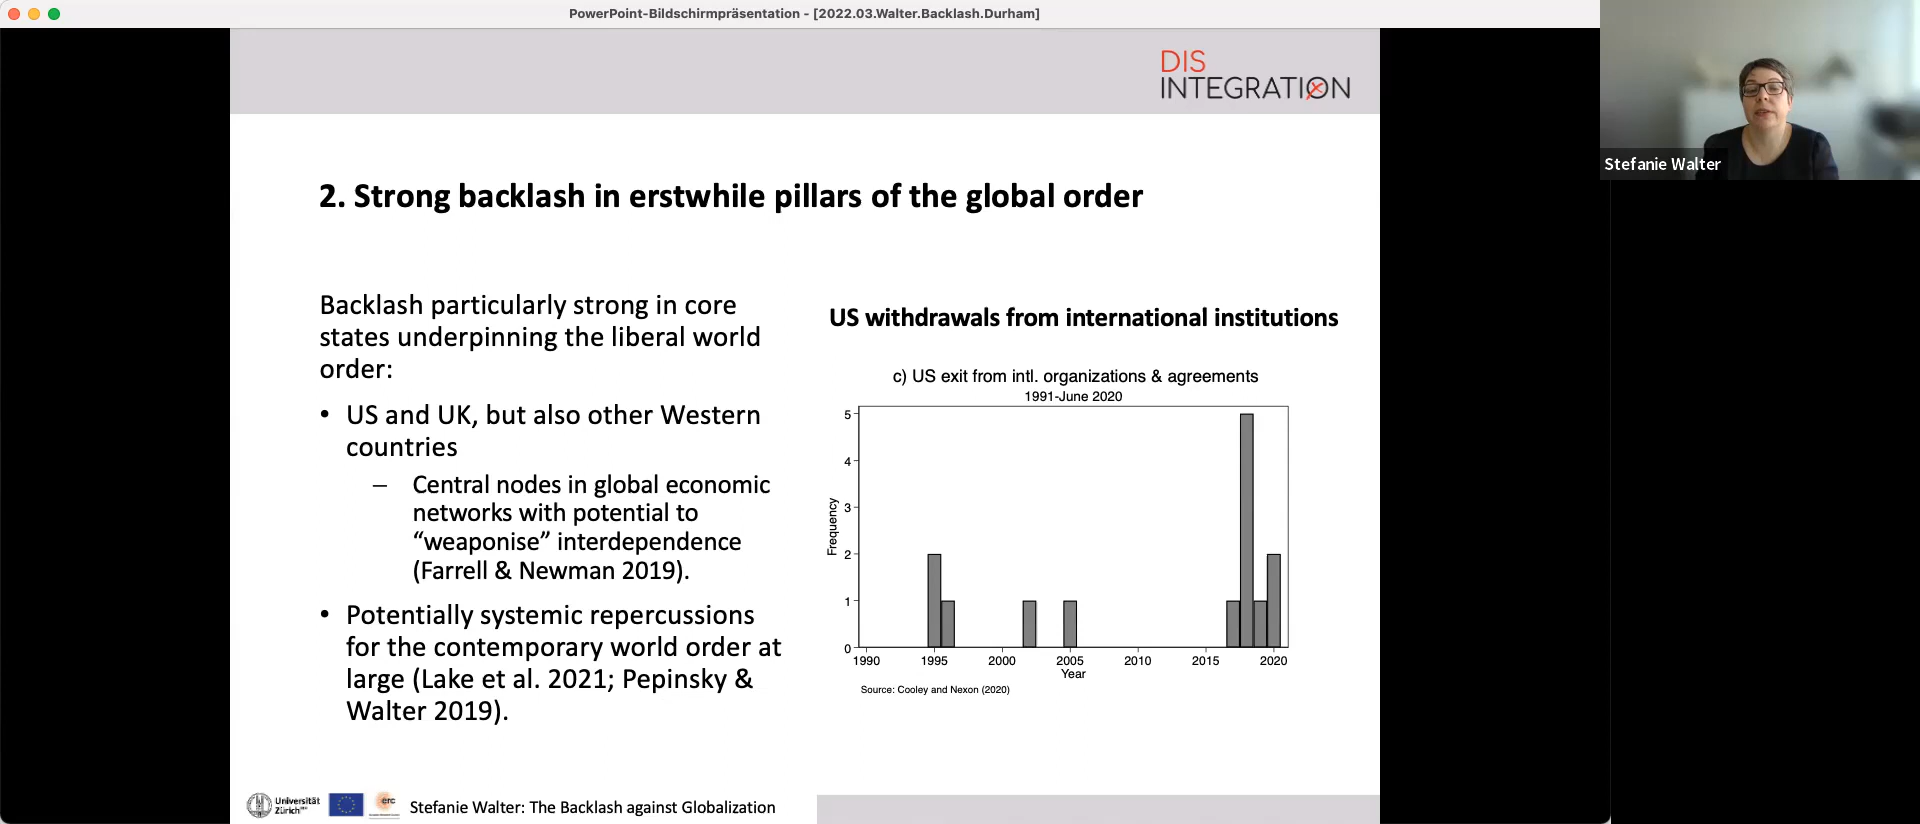 PowerPoint-Bildschirmpräsentation - [2022.03.Walter.Backlash.Durham]
DIS
INTEGRATION
Stefanie Walter
2. Strong backlash in erstwhile pillars of the global order
Backlash particularly strong in core
states underpinning the liberal world
order:
• US and UK, but also other Western
countries
– Central nodes in global economic
networks with potential to
“weaponise” interdependence
(Farrell & Newman 2019).
• Potentially systemic repercussions
for the contemporary world order at
large (Lake et al. 2021; Pepinsky &
Walter 2019).
US withdrawals from international institutions
c) US exit from intl. organizations & agreements
1991-June 2020
Frequency
5
4
3
2
1
0
1990 1995 2000 2005 2010 2015 2020
Year
Source: Cooley and Nexon (2020)
Universität
Zürich
erc
Stefanie Walter: The Backlash against Globalization